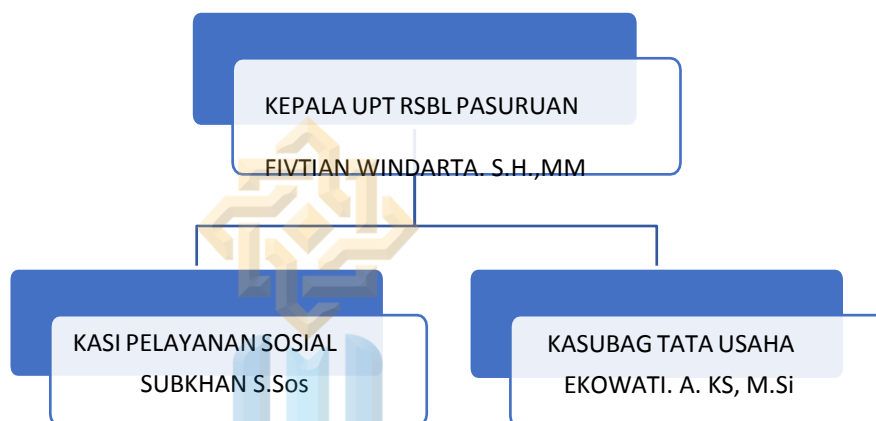 KEPALA UPT RSBL PASURUAN
FIVTIAN WINDARTA. S.H.,MM
KASI PELAYANAN SOSIAL
SUBKHAN S.Sos
KASUBAG TATA USAHA
EKOWATI. A. KS, M.Si